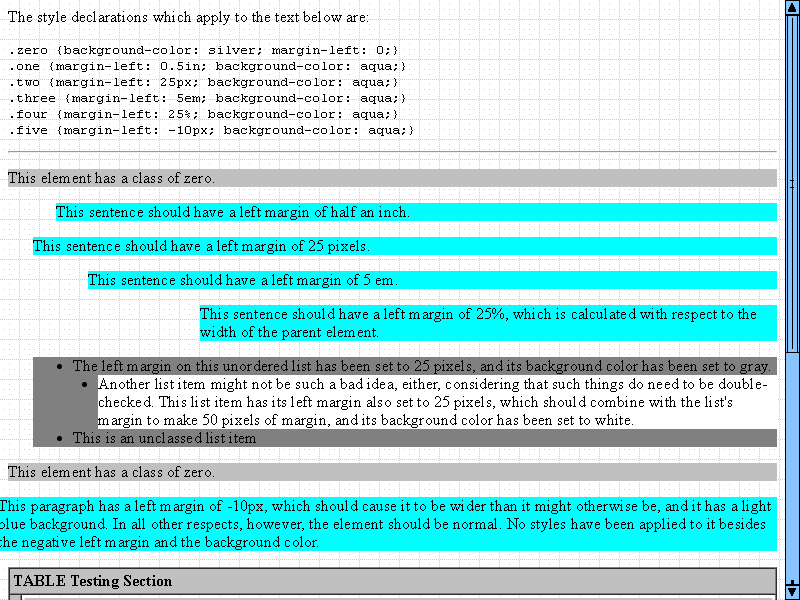 The style declarations which apply to the text below are:
.zero {background-color: silver; margin-left: 0;}
.one {margin-left: 0.5in; background-color: aqua;}
.two {margin-left: 25px; background-color: aqua;}
.three {margin-left: 5em; background-color: aqua;}
.four {margin-left: 25%; background-color: aqua;}
.five {margin-left: -10px; background-color: aqua;}
This element has a class of zero.
This sentence should have a left margin of half an inch.
This sentence should have a left margin of 25 pixels.
This sentence should have a left margin of 5 em.
This sentence should have a left margin of 25%, which is calculated with respect to the
width of the parent element.
The left margin on this unordered list has been set to 25 pixels, and its background color has been set to gray.
Another list item might not be such a bad idea, either, considering that such things do need to be double-
checked. This list item has its left margin also set to 25 pixels, which should combine with the list's
margin to make 50 pixels of margin, and its background color has been set to white.
This is an unclassed list item
This element has a class of zero.
This paragraph has a left margin of -10px, which should cause it to be wider than it might otherwise be, and it has a light
blue background. In all other respects, however, the element should be normal. No styles have been applied to it besides
the negative left margin and the background color.
TABLE Testing Section